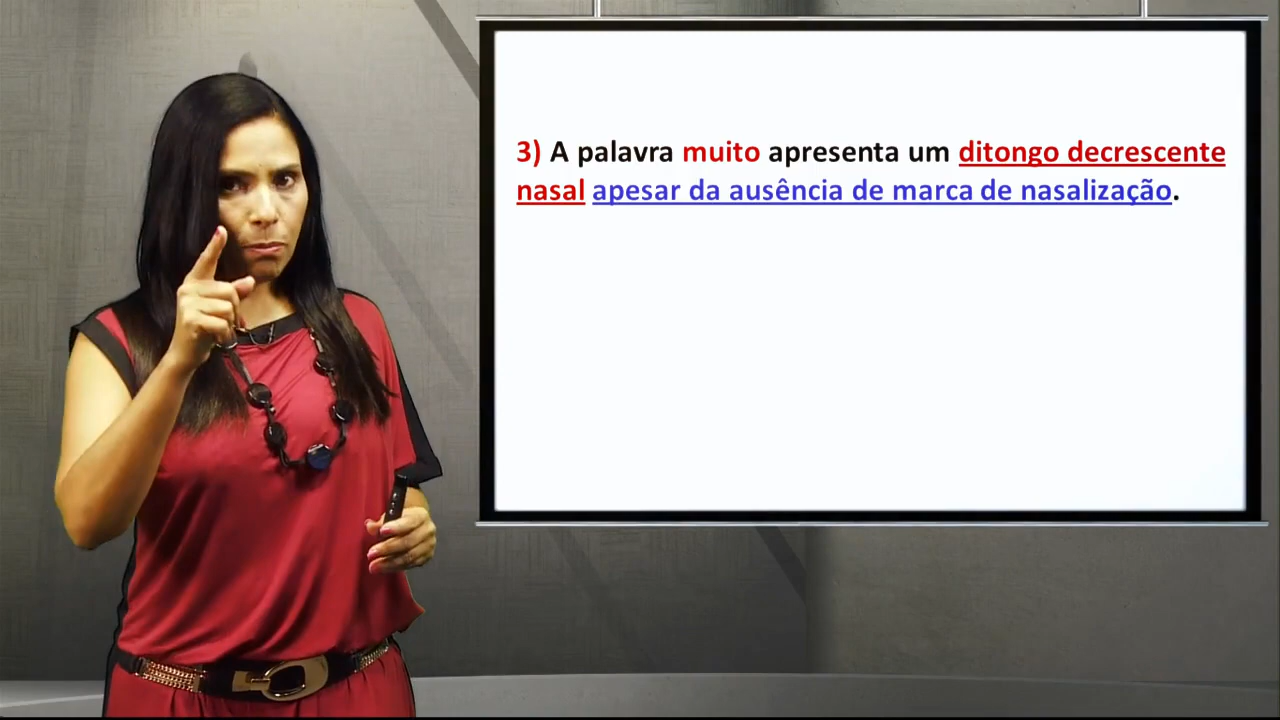 3) A palavra muito apresenta um ditongo decrescente
nasal apesar da ausência de marca de nasalização.